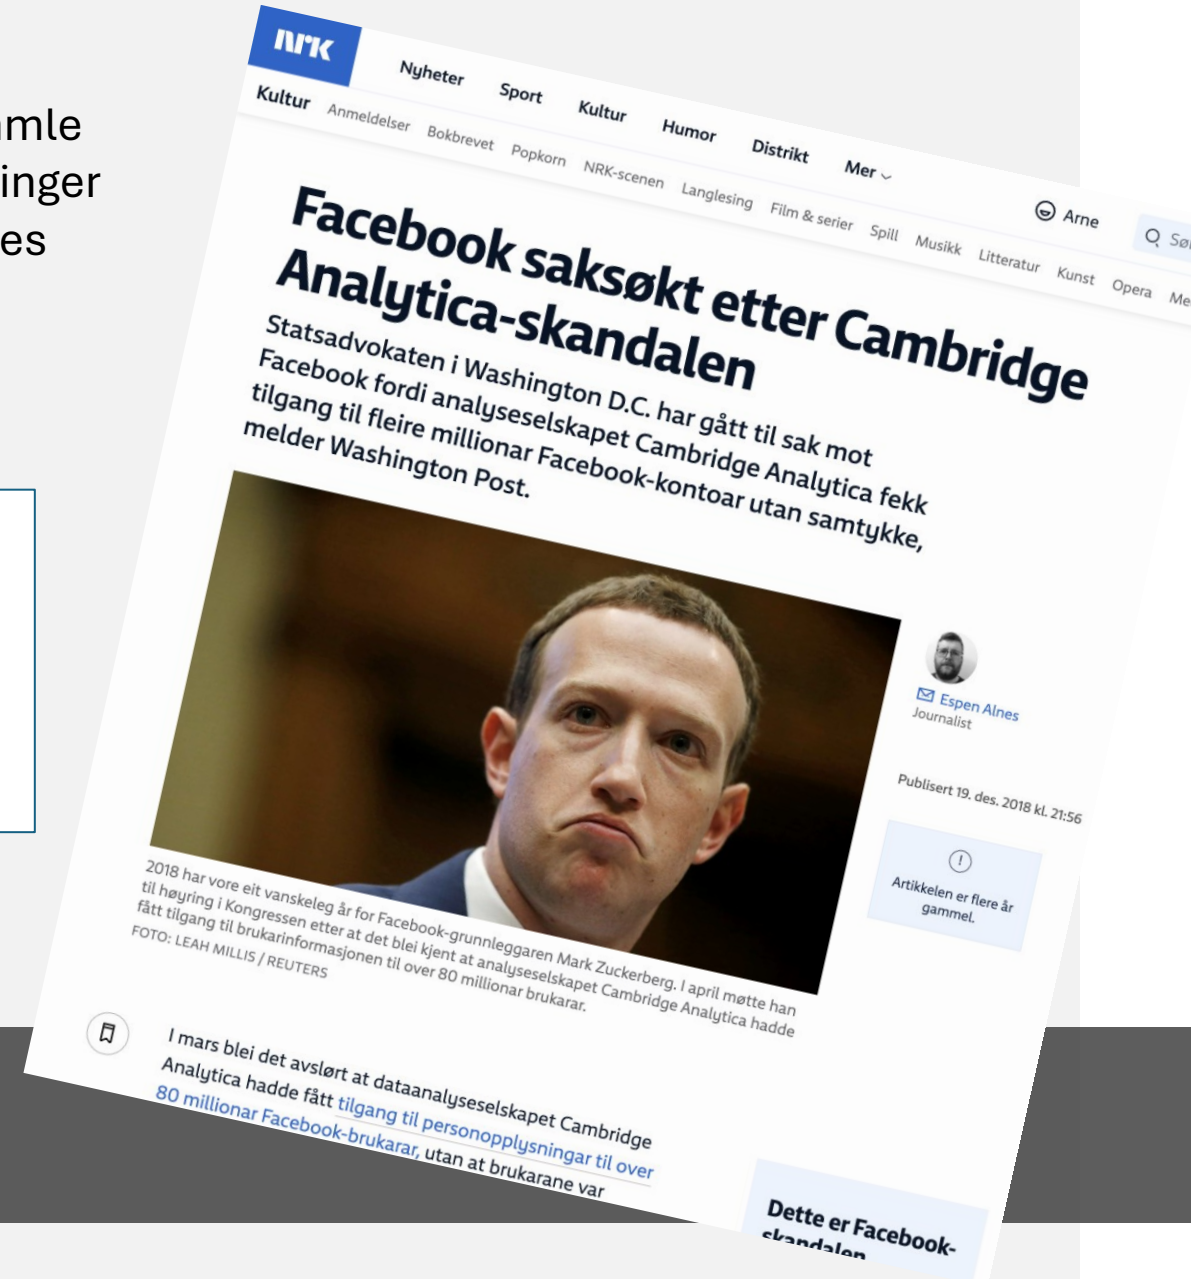 nrk
Nyheter Sport Kultur Humor Distrikt Mer
Arne
Kultur Anmeldelser Bokbrevet Popkorn NRK-scenen Langlesing Film & serier Spill Musikk Litteratur Kunst Opera
Facebook saksøkt etter Cambridge
Analytica-skandalen
Statsadvokaten i Washington D.C. har gått til sak mot
Facebook fordi analyseselskapet Cambridge Analytica fekk
tilgang til fleire millionar Facebook-kontoar utan samtykke,
melder Washington Post.
Espen Alnes
Journalist
Publisert 19. des. 2018 kl. 21:56
Artikkelen er flere år
gammel.
2018 har vore eit vanskeleg år for Facebook-grunnleggaren Mark Zuckerberg. I april møtte han
til høyring i Kongressen etter at det blei kjent at analyseselskapet Cambridge Analytica hadde
fått tilgang til brukarinformasjonen til over 80 millionar brukarar.
FOTO: LEAH MILLIS / REUTERS
I mars blei det avslørt at dataanalyseselskapet Cambridge
Analytica hadde fått tilgang til personopplysningar til over
80 millionar Facebook-brukarar, utan at brukarane var
Dette er Facebook-
skandalen